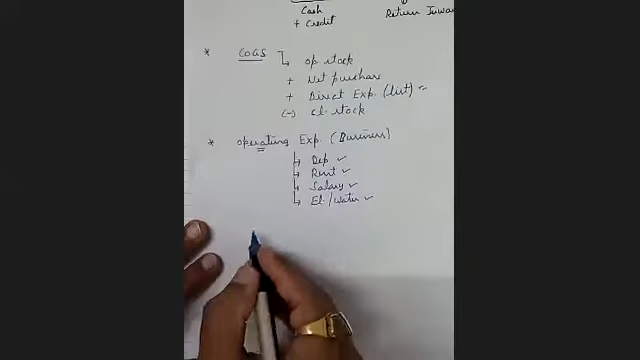 Cash
+ Credit
Return Inwar
* COGS
op stock
+ Net purchase
+ Direct Exp. (list)
(-) cl. stock
* operating Exp. (Business)
Dep ✓
Rent ✓
Salary ✓
El./water ✓